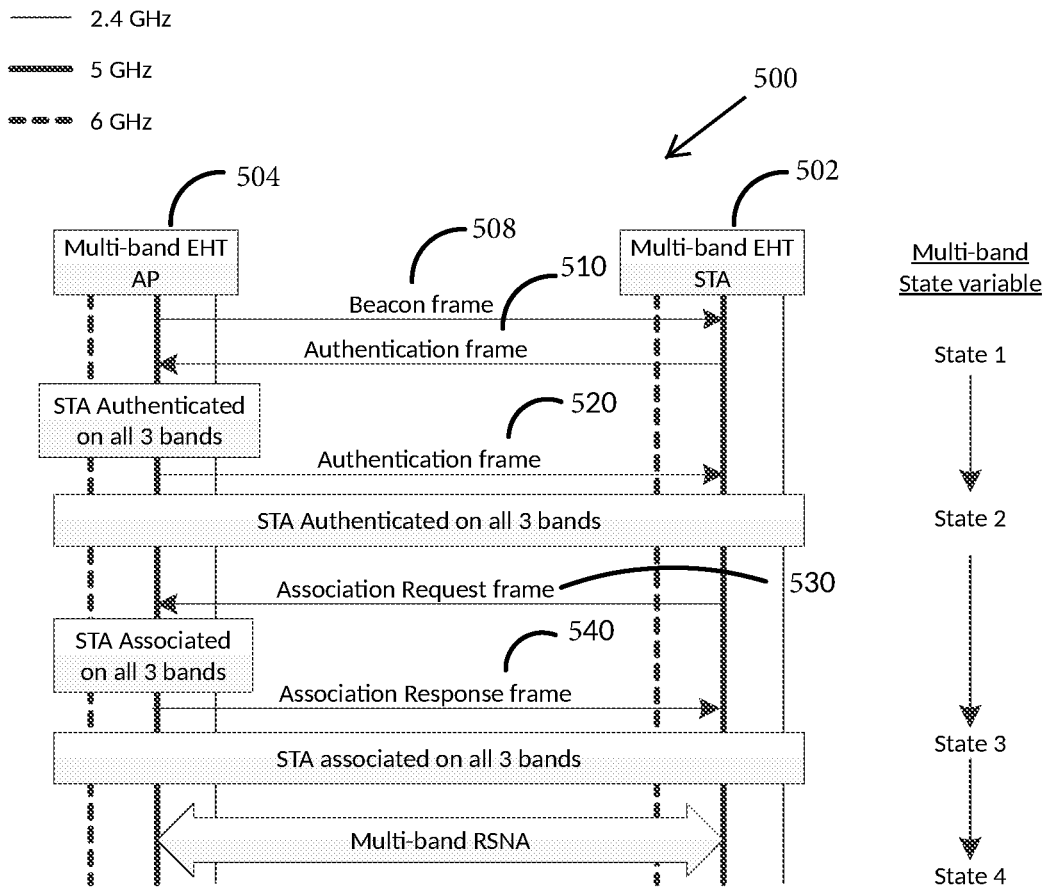 2.4 GHz
5 GHz
6 GHz
500
504
502
Multi-band EHT
AP
508
Multi-band EHT
STA
Multi-band
State variable
510
Beacon frame
Authentication frame
State 1
STA Authenticated
on all 3 bands
520
Authentication frame
STA Authenticated on all 3 bands
State 2
Association Request frame
530
STA Associated
on all 3 bands
540
Association Response frame
State 3
STA associated on all 3 bands
Multi-band RSNA
State 4